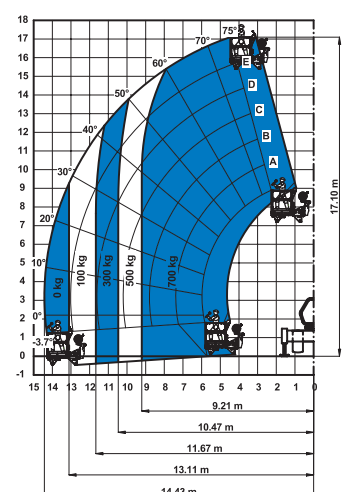 18
17
16
15
14
13
12
11
10
9
8
7
6
5
4
3
2
1
0
-1
15 14 13 12 11 10 9 8 7 6 5 4 3 2 1 0
75°
70°
60°
50°
40°
30°
20°
10°
0°
-3.7°
E
D
C
B
A
0 kg
100 kg
300 kg
500 kg
700 kg
17.10 m
9.21 m
10.47 m
11.67 m
13.11 m
14.43 m